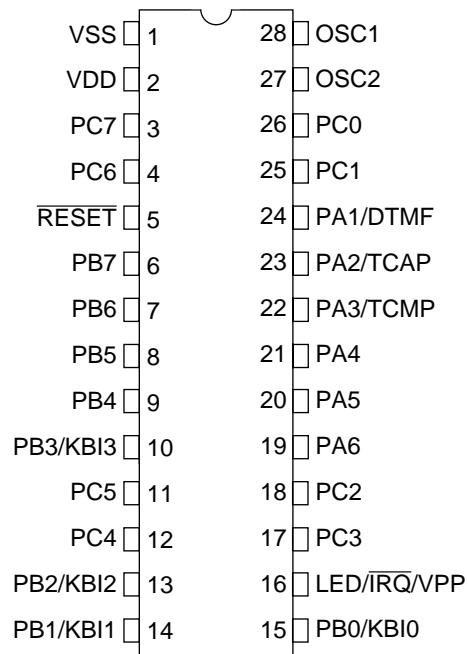 VSS 1 28 OSC1
VDD 2 27 OSC2
PC7 3 26 PC0
PC6 4 25 PC1
RESET 5 24 PA1/DTMF
PB7 6 23 PA2/TCAP
PB6 7 22 PA3/TCMP
PB5 8 21 PA4
PB4 9 20 PA5
PB3/KBI3 10 19 PA6
PC5 11 18 PC2
PC4 12 17 PC3
PB2/KBI2 13 16 LED/IRQ/VPP
PB1/KBI1 14 15 PB0/KBI0